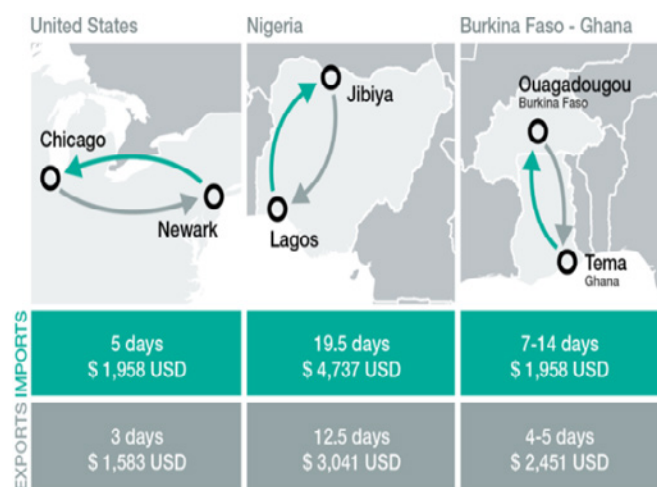 United States
Nigeria
Burkina Faso - Ghana
Chicago
Newark
Jibiya
Lagos
Ouagadougou
Burkina Faso
Tema
Ghana
IMPORTS
5 days
$ 1,958 USD
19.5 days
$ 4,737 USD
7-14 days
$ 1,958 USD
EXPORTS
3 days
$ 1,583 USD
12.5 days
$ 3,041 USD
4-5 days
$ 2,451 USD